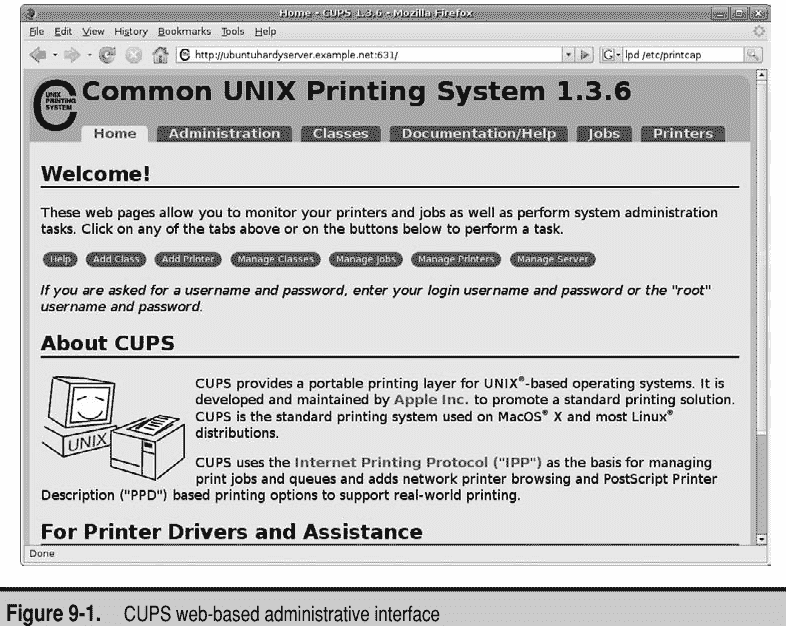 Home - CUPS 1.3.6 - Mozilla Firefox
File Edit View History Bookmarks Tools Help
http://ubuntuhardyserver.example.net:631/
G lpd /etc/printcap
UNIX PRINTING SYSTEM
Common UNIX Printing System 1.3.6
Home Administration Classes Documentation/Help Jobs Printers
Welcome!
These web pages allow you to monitor your printers and jobs as well as perform system administration
tasks. Click on any of the tabs above or on the buttons below to perform a task.
Help Add Class Add Printer Manage Classes Manage Jobs Manage Printers Manage Server
If you are asked for a username and password, enter your login username and password or the "root"
username and password.
About CUPS
UNIX
CUPS provides a portable printing layer for UNIX®-based operating systems. It is
developed and maintained by Apple Inc. to promote a standard printing solution.
CUPS is the standard printing system used on MacOS® X and most Linux®
distributions.
CUPS uses the Internet Printing Protocol ("IPP") as the basis for managing
print jobs and queues and adds network printer browsing and PostScript Printer
Description ("PPD") based printing options to support real-world printing.
For Printer Drivers and Assistance
Done
Figure 9-1. CUPS web-based administrative interface